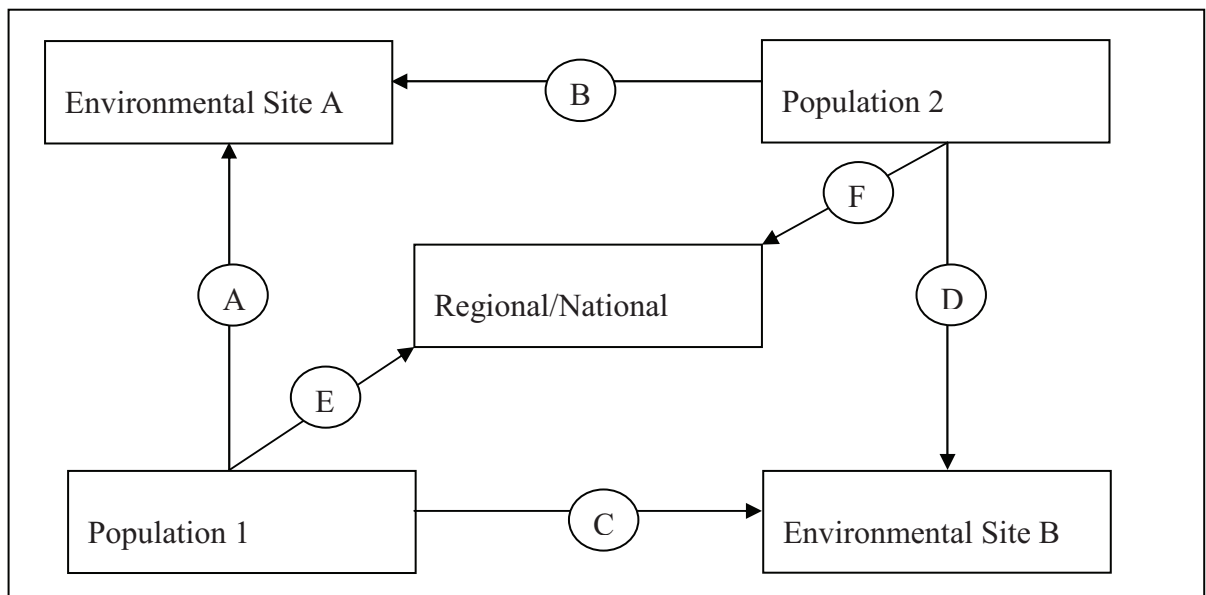 Environmental Site A
B
Population 2
F
Regional/National
A
D
E
Population 1
C
Environmental Site B